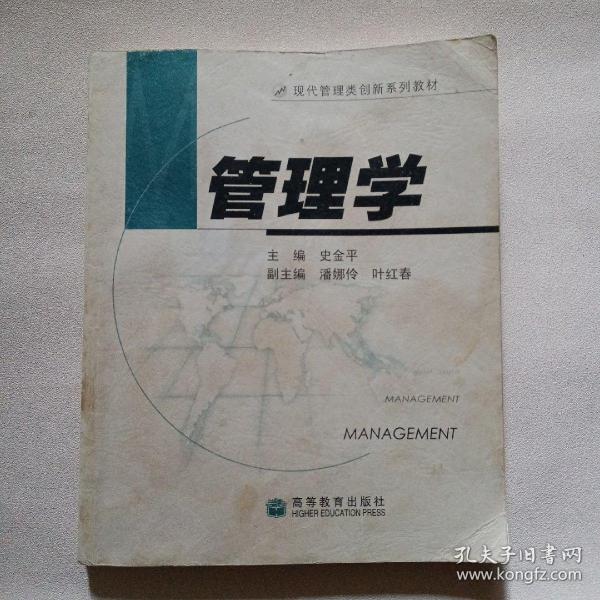 现代管理类创新系列教材
管理学
主 编 史金平
副主编 潘娜伶 叶红春
MANAGEMENT
MANAGEMENT
高等教育出版社
HIGHER EDUCATION PRESS
孔夫子旧书网
www.kongfz.com